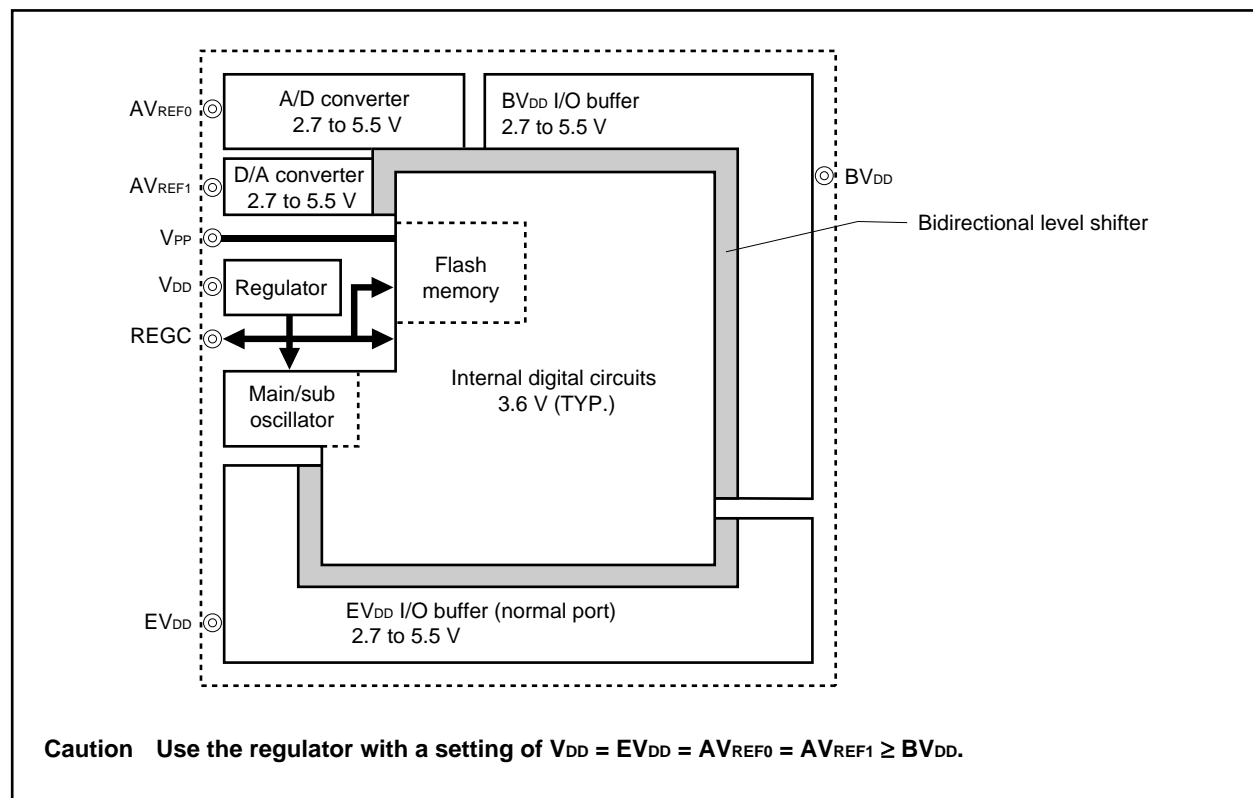 AVREF0
A/D converter
2.7 to 5.5 V
BVDD I/O buffer
2.7 to 5.5 V
AVREF1
D/A converter
2.7 to 5.5 V
BVDD
Bidirectional level shifter
VPP
Flash
memory
VDD
Regulator
REGC
Internal digital circuits
3.6 V (TYP.)
Main/sub
oscillator
EVDD
EVDD I/O buffer (normal port)
2.7 to 5.5 V
Caution Use the regulator with a setting of VDD = EVDD = AVREF0 = AVREF1 ≥ BVDD.